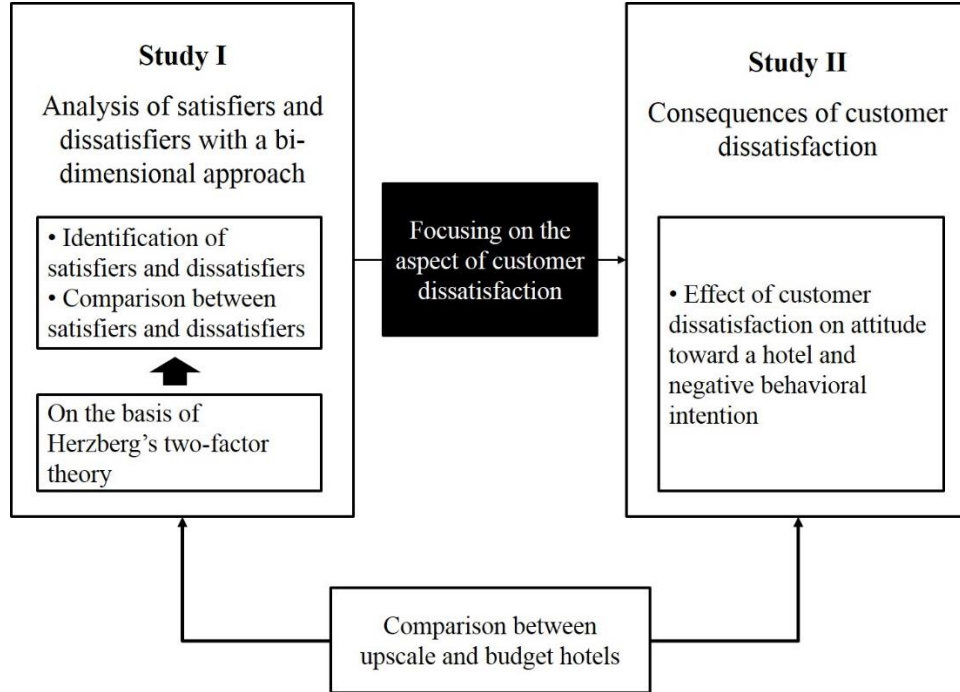 Study I
Analysis of satisfiers and
dissatisfiers with a bi-
dimensional approach
• Identification of
satisfiers and dissatisfiers
• Comparison between
satisfiers and dissatisfiers
On the basis of
Herzberg’s two-factor
theory
Focusing on the
aspect of customer
dissatisfaction
Study II
Consequences of customer
dissatisfaction
• Effect of customer
dissatisfaction on attitude
toward a hotel and
negative behavioral
intention
Comparison between
upscale and budget hotels